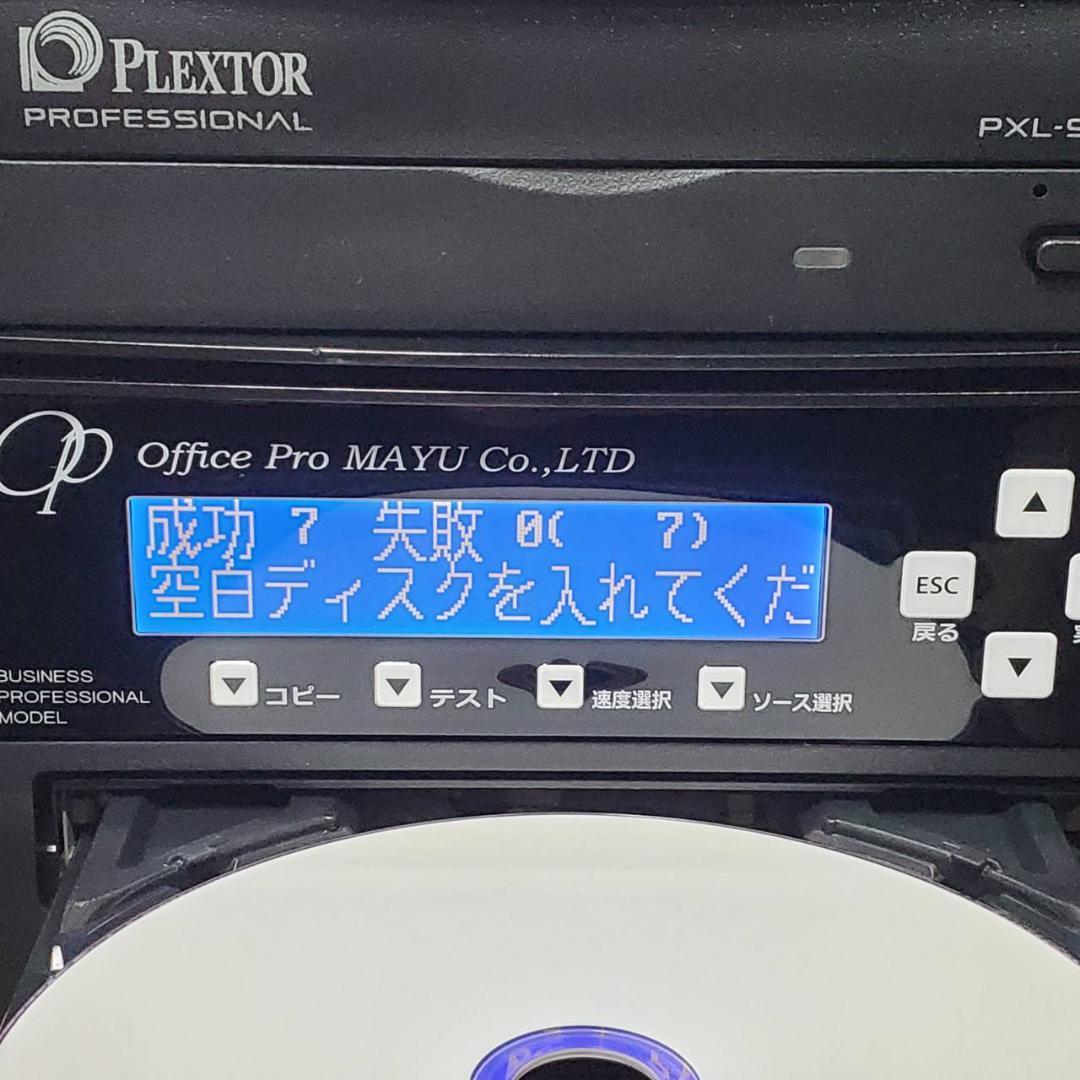 PLEXTOR
PROFESSIONAL
PXL-
Op
Office Pro MAYU Co.,LTD
成功 7 失敗 0( 7)
空白ディスクを入れてくだ
ESC
戻る
BUSINESS
PROFESSIONAL
MODEL
コピー
テスト
速度選択
ソース選択